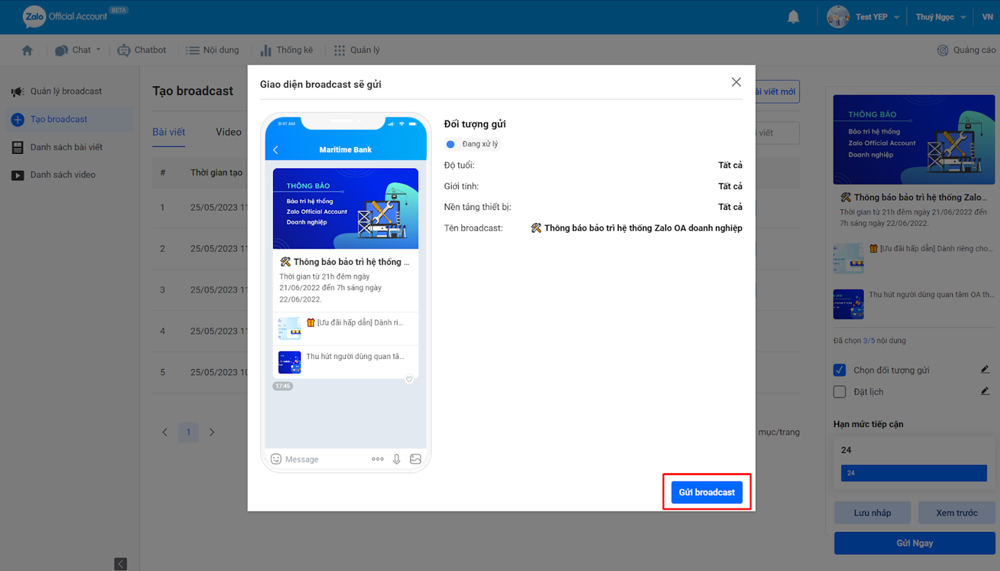 Zalo Official Account BETA
Test YEP
Thuý Ngọc
VN
Chat
Chatbot
Nội dung
Thống kê
Quản lý
Quảng cáo
Quản lý broadcast
Tạo broadcast
Danh sách bài viết
Danh sách video
Tạo broadcast
ài viết mới
Bài viết
Video
viết
#
Thời gian tạo
1
25/05/2023 11
2
25/05/2023 11
3
25/05/2023 11
4
25/05/2023 11
5
25/05/2023 10
1
mục/trang
Giao diện broadcast sẽ gửi
9:41 AM
Maritime Bank
THÔNG BÁO
Bảo trì hệ thống
Zalo Official Account
Doanh nghiệp
🛠 Thông báo bảo trì hệ thống ...
Thời gian từ 21h đêm ngày
21/06/2022 đến 7h sáng ngày
22/06/2022.
🎁 [Ưu đãi hấp dẫn] Dành ri...
Thu hút người dùng quan tâ...
17:45
Message
Đối tượng gửi
Đang xử lý
Độ tuổi: Tất cả
Giới tính: Tất cả
Nền tảng thiết bị: Tất cả
Tên broadcast: 🛠 Thông báo bảo trì hệ thống Zalo OA doanh nghiệp
Gửi broadcast
THÔNG BÁO
Bảo trì hệ thống
Zalo Official Account
Doanh nghiệp
🛠 Thông báo bảo trì hệ thống Zalo...
Thời gian từ 21h đêm ngày 21/06/2022 đến
7h sáng ngày 22/06/2022.
🎁 [Ưu đãi hấp dẫn] Dành riêng cho...
Thu hút người dùng quan tâm OA th...
Đã chọn 3/5 nội dung
Chọn đối tượng gửi
Đặt lịch
Hạn mức tiếp cận
24
24
Lưu nháp
Xem trước
Gửi Ngay